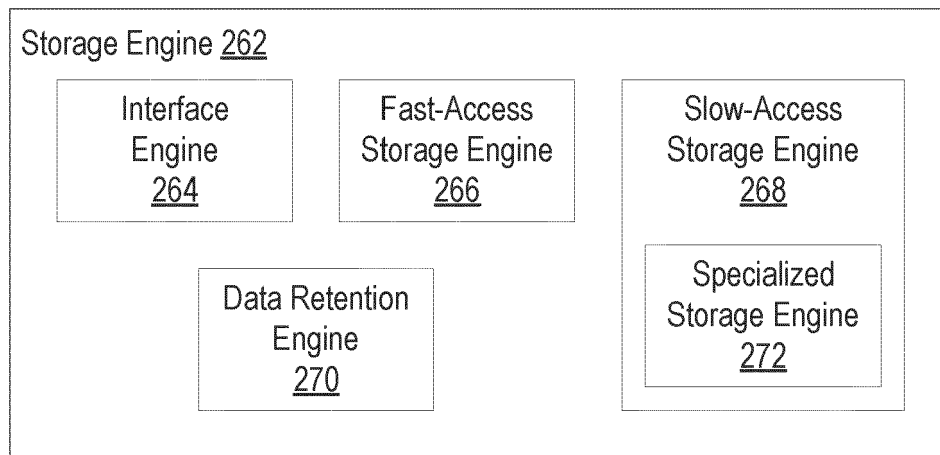 Storage Engine 262
Interface
Engine
264
Fast-Access
Storage Engine
266
Slow-Access
Storage Engine
268
Data Retention
Engine
270
Specialized
Storage Engine
272